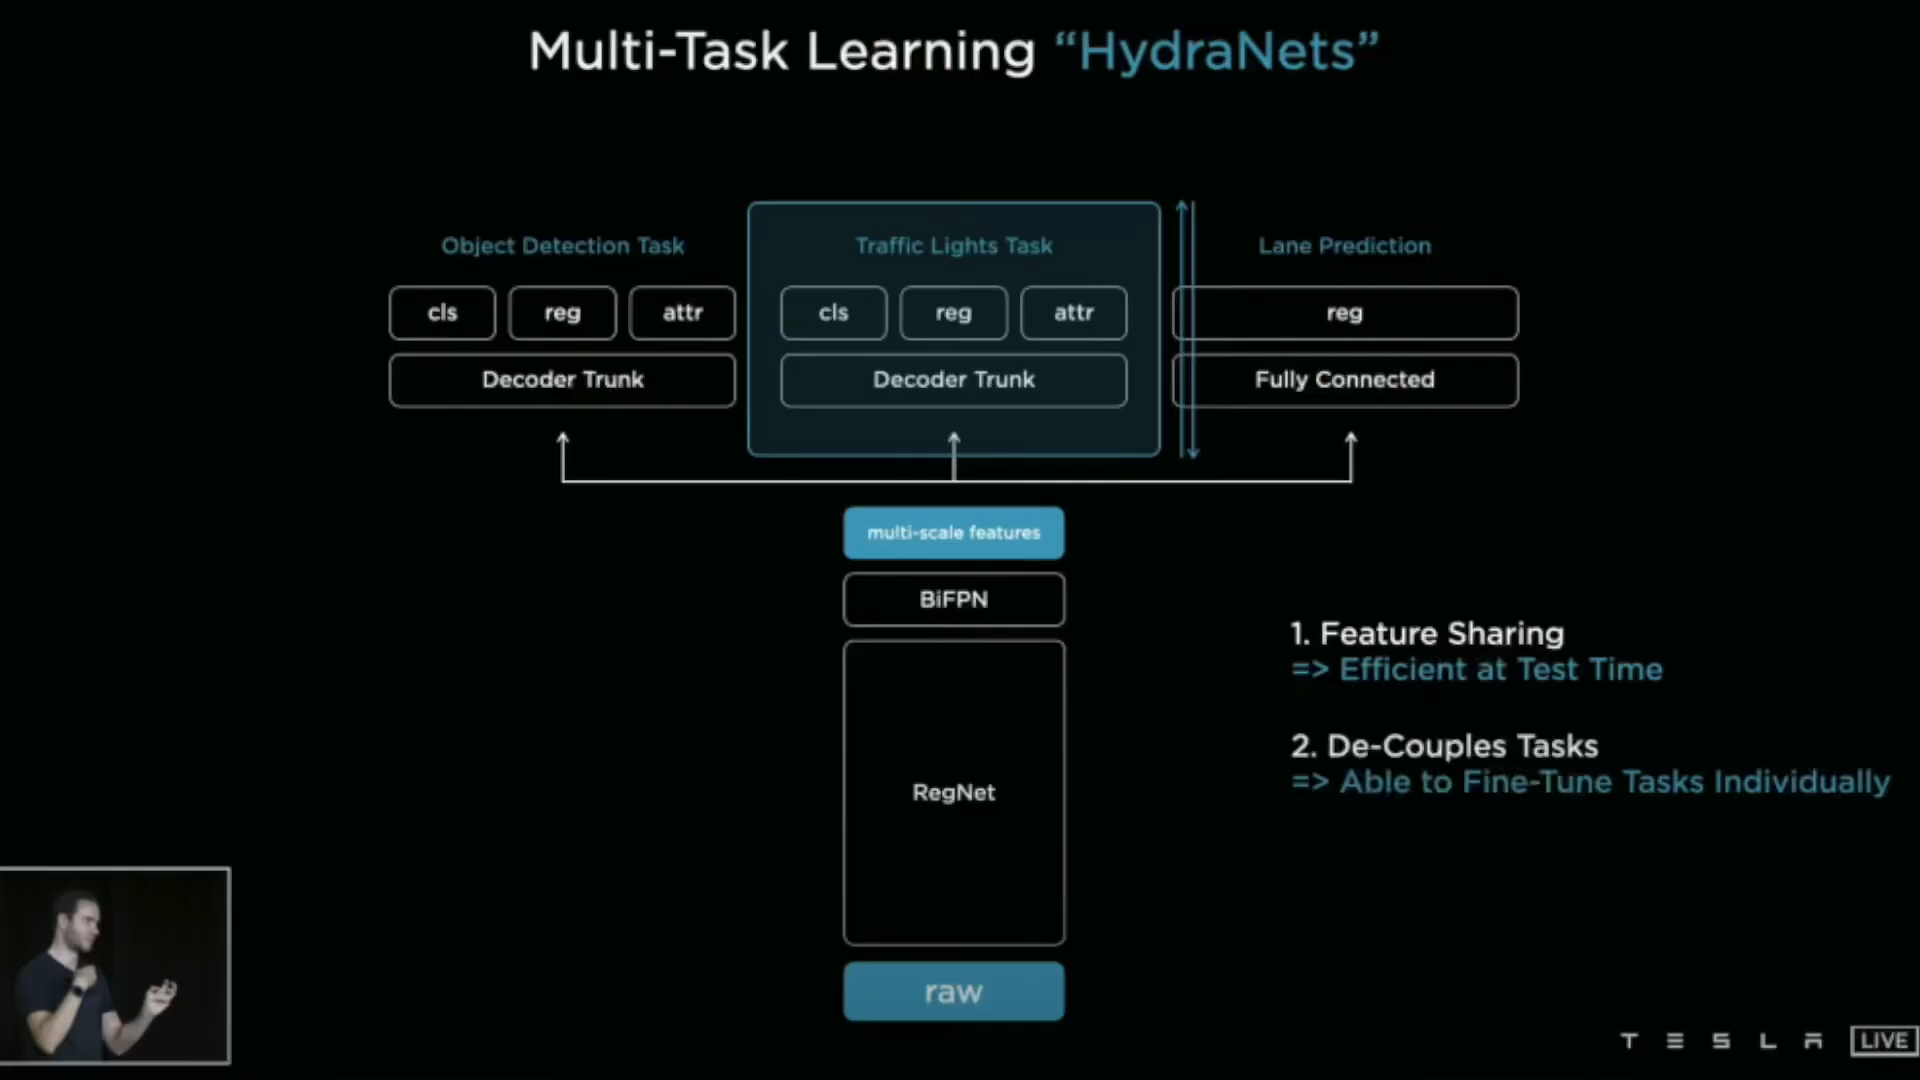 Multi-Task Learning “HydraNets”
Object Detection Task
Traffic Lights Task
Lane Prediction
cls reg attr
cls reg attr
reg
Decoder Trunk
Decoder Trunk
Fully Connected
multi-scale features
BiFPN
RegNet
raw
1. Feature Sharing
=> Efficient at Test Time
2. De-Couples Tasks
=> Able to Fine-Tune Tasks Individually
TESLA LIVE